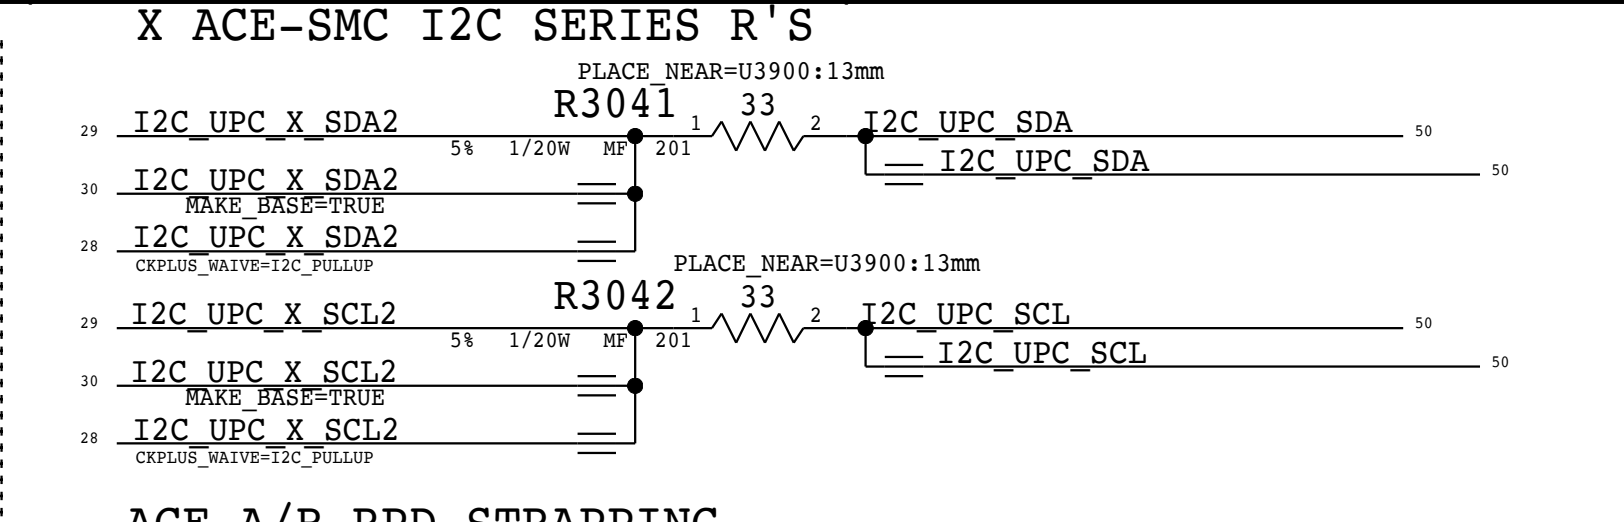 X ACE-SMC I2C SERIES R'S
PLACE_NEAR=U3900:13mm
R3041 33
29 I2C_UPC_X_SDA2 1 2 I2C_UPC_SDA 50
5% 1/20W MF 201
I2C_UPC_SDA 50
30 I2C_UPC_X_SDA2
MAKE_BASE=TRUE
28 I2C_UPC_X_SDA2
CKPLUS_WAIVE=I2C_PULLUP
PLACE_NEAR=U3900:13mm
R3042 33
29 I2C_UPC_X_SCL2 1 2 I2C_UPC_SCL 50
5% 1/20W MF 201
I2C_UPC_SCL 50
30 I2C_UPC_X_SCL2
MAKE_BASE=TRUE
28 I2C_UPC_X_SCL2
CKPLUS_WAIVE=I2C_PULLUP
ACE STRAPPING